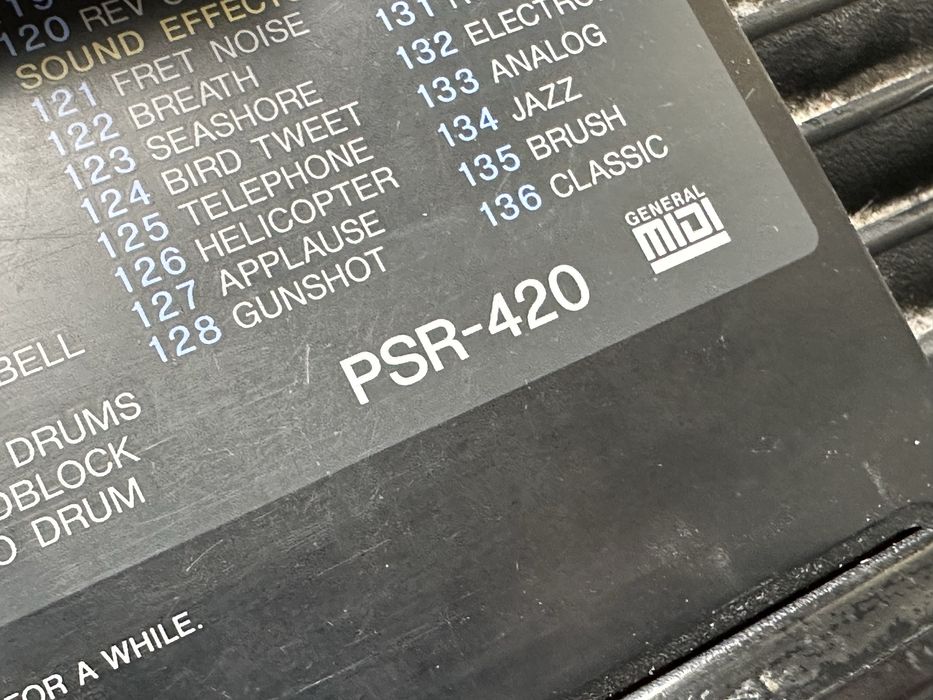 120 REV
SOUND EFFECT
121 FRET NOISE
122 BREATH
123 SEASHORE
124 BIRD TWEET
125 TELEPHONE
126 HELICOPTER
127 APPLAUSE
128 GUNSHOT
131
132 ELECTRO
133 ANALOG
134 JAZZ
135 BRUSH
136 CLASSIC
GENERAL
MIDI
PSR-420
BELL
DRUMS
DBLOCK
O DRUM
FOR A WHILE.